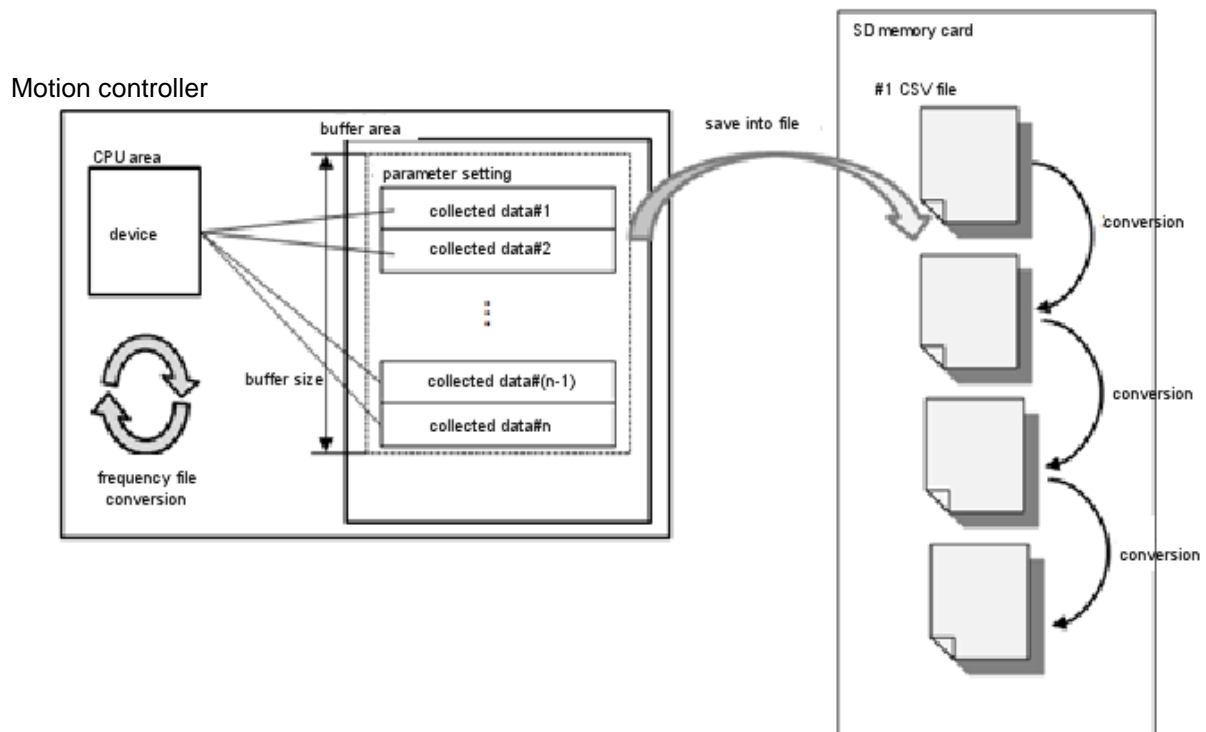 SD memory card
Motion controller
#1 CSV file
buffer area
save into file
CPU area
parameter setting
collected data#1
device
collected data#2
conversion
buffer size
collected data#(n-1)
conversion
collected data#n
frequency file
conversion
conversion